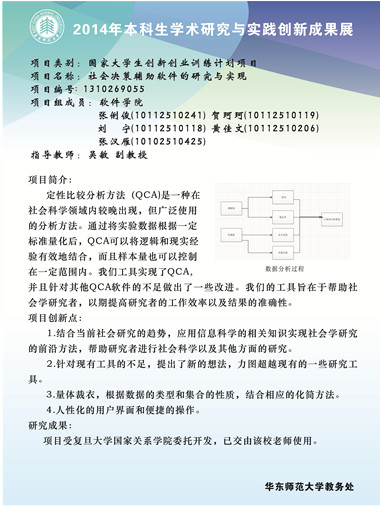 2014年本科生学术研究与实践创新成果展
项目类别：国家大学生创新创业训练计划项目
项目名称：社会决策辅助软件的研究与实现
项目编号：1310269055
项目组成员：软件学院
张俐俊(10112510241) 贺珂珂(10112510119)
刘 宁(10112510118) 黄佳文(10112510206)
张汉雁(10102510425)
指导教师：吴敏 副教授
项目简介：
定性比较分析方法（QCA)是一种在
社会科学领域内较晚出现，但广泛使用
的分析方法。通过将实验数据根据一定
标准量化后，QCA可以将逻辑和现实经
验有效地结合，而且样本量也可以控制
在一定范围内。我们工具实现了QCA，
数据分析过程
并且针对其他QCA软件的不足做出了一些改进。我们的工具旨在于帮助社
会学研究者，以期提高研究者的工作效率以及结果的准确性。
项目创新点：
1.结合当前社会研究的趋势，应用信息科学的相关知识实现社会学研究
的前沿方法，帮助研究者进行社会科学以及其他方面的研究。
2.针对现有工具的不足，提出了新的想法，力图超越现有的一些研究工
具。
3.量体裁衣，根据数据的类型和集合的性质，结合相应的化简方法。
4.人性化的用户界面和便捷的操作。
研究成果：
项目受复旦大学国家关系学院委托开发，已交由该校老师使用。
华东师范大学教务处